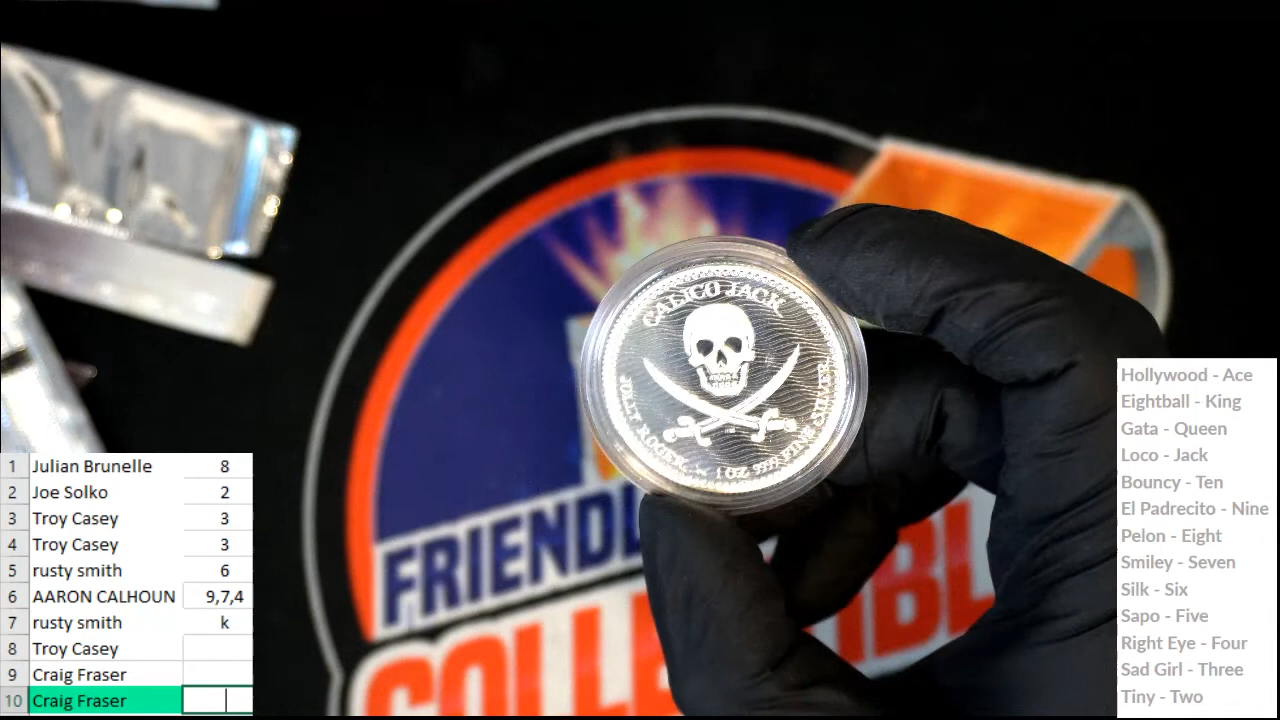 CALICO JACK
JOLLY ROGER ~ 1 OZ 999 FINE SILVER
FRIENDL
COLLE IBL
1 Julian Brunelle 8
2 Joe Solko 2
3 Troy Casey 3
4 Troy Casey 3
5 rusty smith 6
6 AARON CALHOUN 9,7,4
7 rusty smith k
8 Troy Casey
9 Craig Fraser
10 Craig Fraser
Hollywood - Ace
Eightball - King
Gata - Queen
Loco - Jack
Bouncy - Ten
El Padrecito - Nine
Pelon - Eight
Smiley - Seven
Silk - Six
Sapo - Five
Right Eye - Four
Sad Girl - Three
Tiny - Two